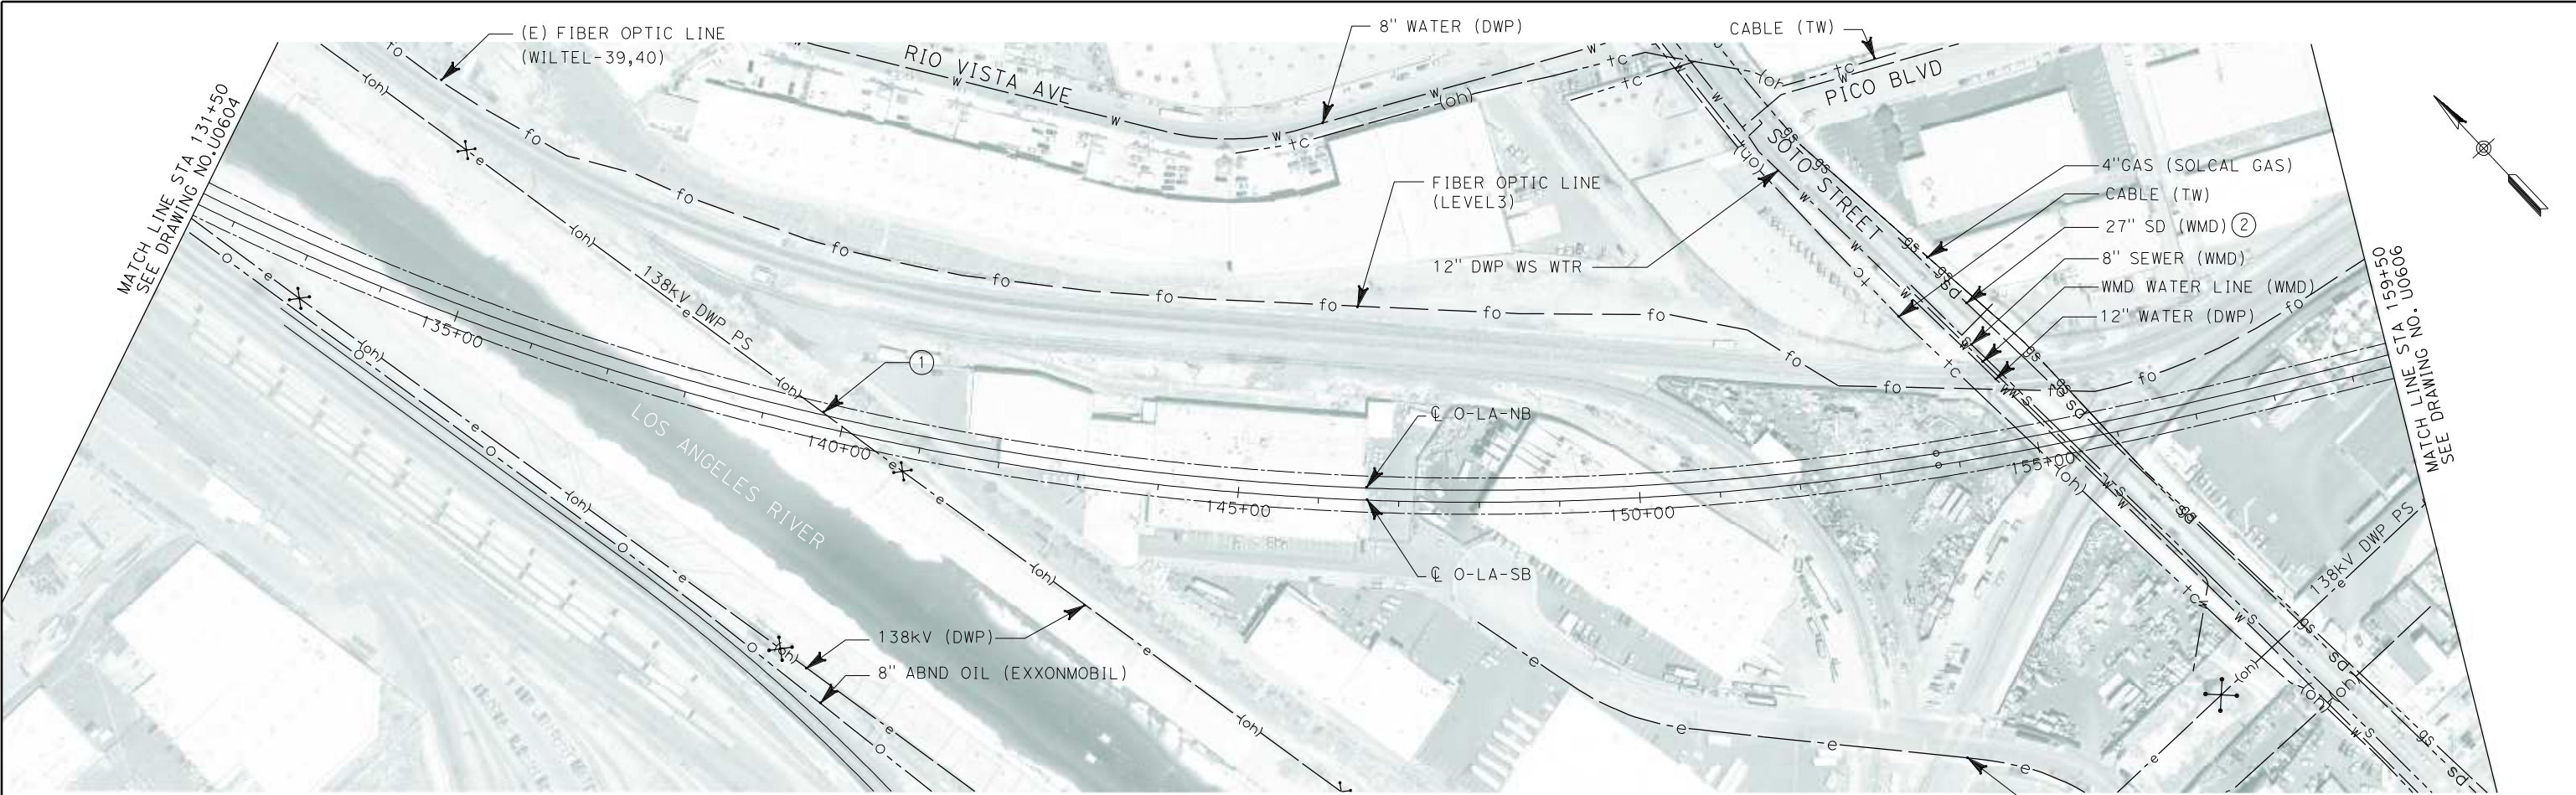 (E) FIBER OPTIC LINE
(WILTEL-39,40)
8" WATER (DWP)
CABLE (TW)
RIO VISTA AVE
PICO BLVD
SOTO STREET
MATCH LINE STA 131+50
SEE DRAWING NO.U0604
4"GAS (SOLCAL GAS)
CABLE (TW)
27" SD (WMD) 2
8" SEWER (WMD)
WMD WATER LINE (WMD)
12" WATER (DWP)
FIBER OPTIC LINE
(LEVEL3)
12" DWP WS WTR
138kV DWP PS
1
135+00
140+00
145+00
150+00
155+00
LOS ANGELES RIVER
℄ O-LA-NB
℄ O-LA-SB
MATCH LINE STA 159+50
SEE DRAWING NO. U0606
138kV DWP PS
138kV (DWP)
8" ABND OIL (EXXONMOBIL)